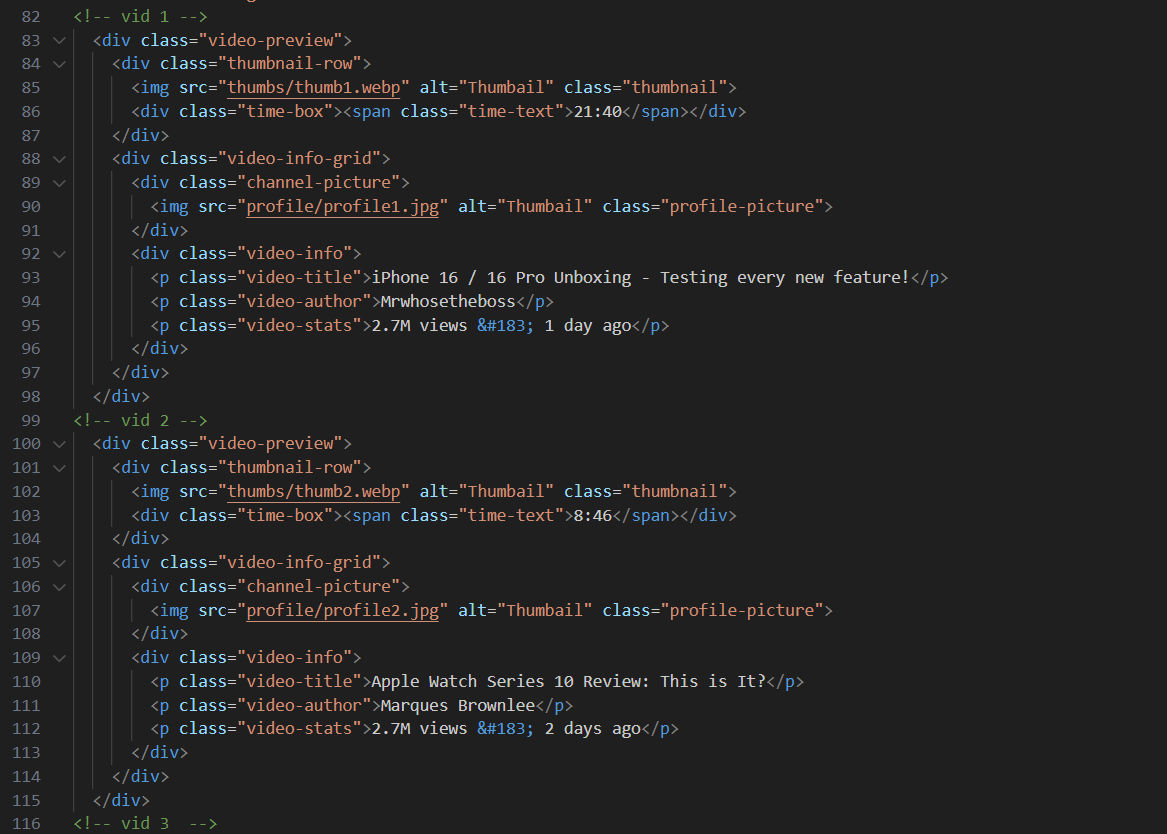 82 <!-- vid 1 -->
83 <div class="video-preview">
84 <div class="thumbnail-row">
85 <img src="thumbs/thumb1.webp" alt="Thumbail" class="thumbnail">
86 <div class="time-box"><span class="time-text">21:40</span></div>
87 </div>
88 <div class="video-info-grid">
89 <div class="channel-picture">
90 <img src="profile/profile1.jpg" alt="Thumbail" class="profile-picture">
91 </div>
92 <div class="video-info">
93 <p class="video-title">iPhone 16 / 16 Pro Unboxing - Testing every new feature!</p>
94 <p class="video-author">Mrwhosetheboss</p>
95 <p class="video-stats">2.7M views &#183; 1 day ago</p>
96 </div>
97 </div>
98 </div>
99 <!-- vid 2 -->
100 <div class="video-preview">
101 <div class="thumbnail-row">
102 <img src="thumbs/thumb2.webp" alt="Thumbail" class="thumbnail">
103 <div class="time-box"><span class="time-text">8:46</span></div>
104 </div>
105 <div class="video-info-grid">
106 <div class="channel-picture">
107 <img src="profile/profile2.jpg" alt="Thumbail" class="profile-picture">
108 </div>
109 <div class="video-info">
110 <p class="video-title">Apple Watch Series 10 Review: This is It?</p>
111 <p class="video-author">Marques Brownlee</p>
112 <p class="video-stats">2.7M views &#183; 2 days ago</p>
113 </div>
114 </div>
115 </div>
116 <!-- vid 3  -->